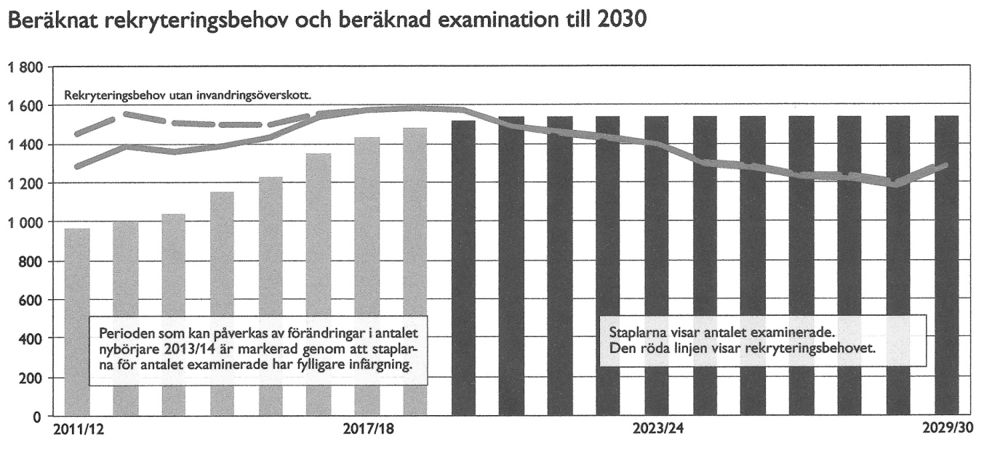 Beräknat rekryteringsbehov och beräknad examination till 2030
1 800
Rekryteringsbehov utan invandringsöverskott.
1 600
1 400
1 200
1 000
800
600
400
200
0
Perioden som kan påverkas av förändringar i antalet
nybörjare 2013/14 är markerad genom att staplar-
na för antalet examinerade har fylligare infärgning.
Staplarna visar antalet examinerade.
Den röda linjen visar rekryteringsbehovet.
2011/12
2017/18
2023/24
2029/30